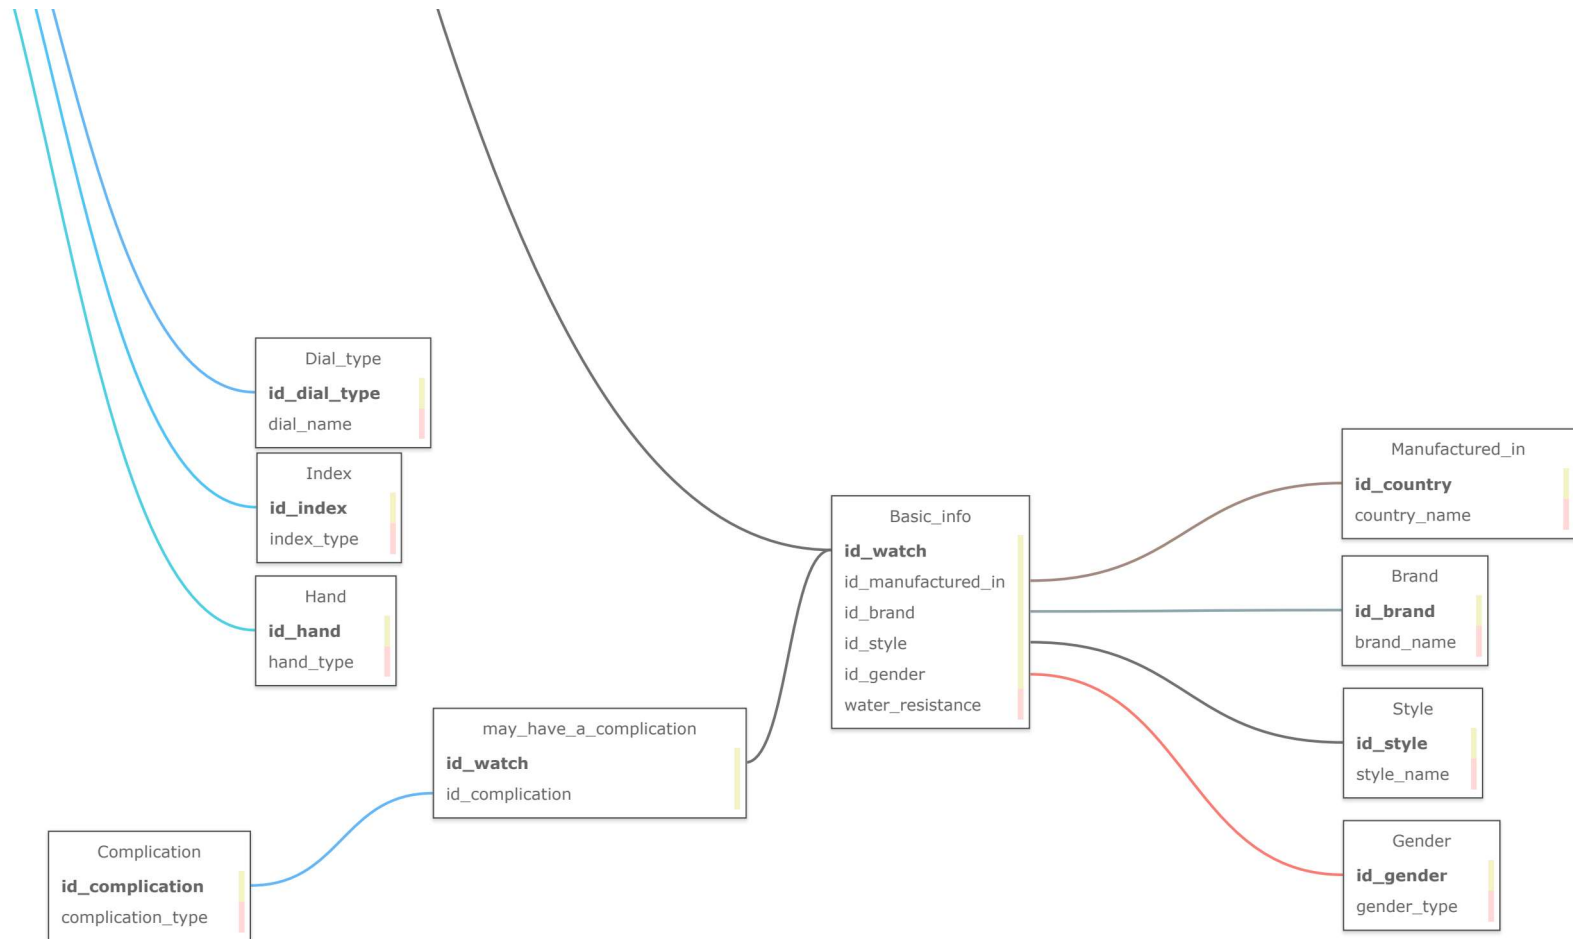 Dial_type
id_dial_type
dial_name
Index
id_index
index_type
Hand
id_hand
hand_type
may_have_a_complication
id_watch
id_complication
Complication
id_complication
complication_type
Basic_info
id_watch
id_manufactured_in
id_brand
id_style
id_gender
water_resistance
Manufactured_in
id_country
country_name
Brand
id_brand
brand_name
Style
id_style
style_name
Gender
id_gender
gender_type